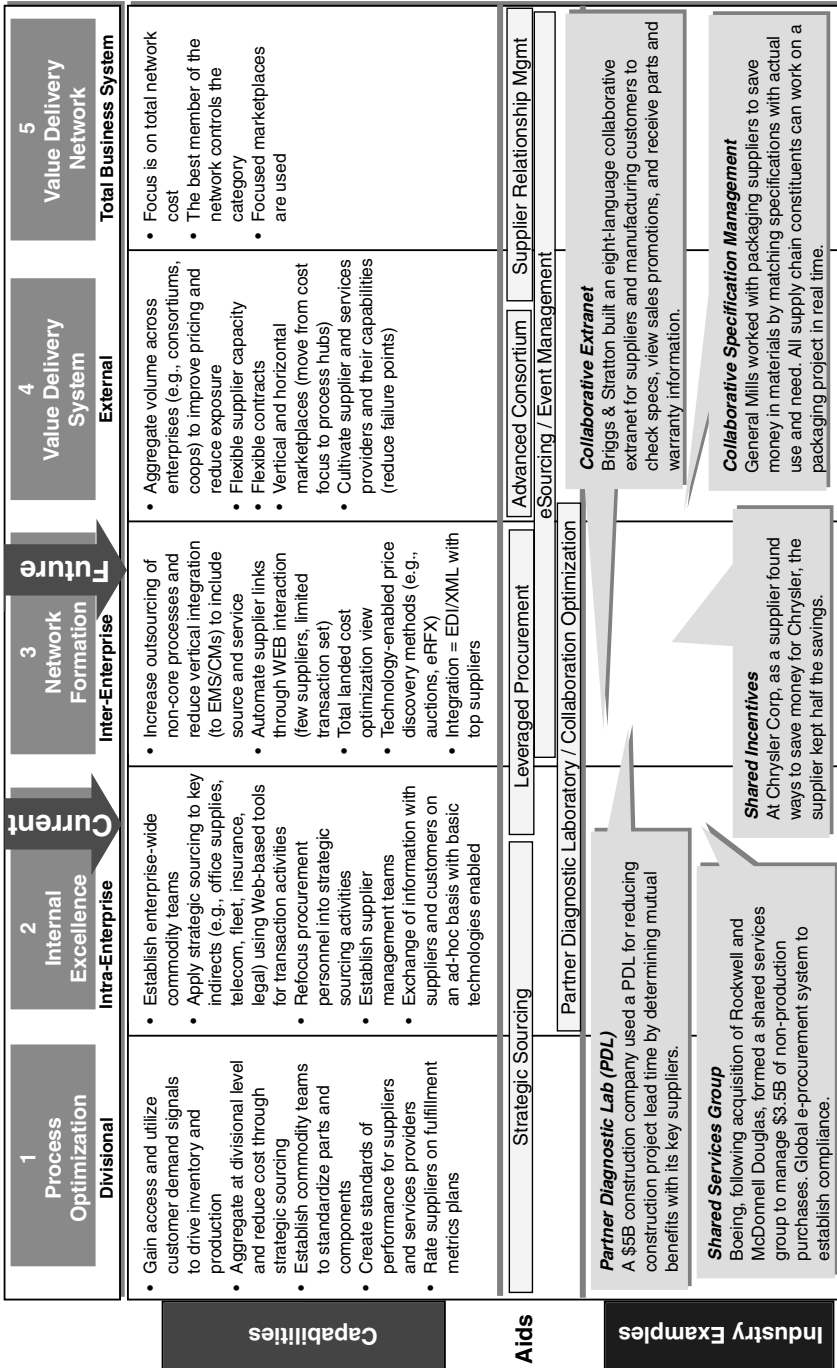 1
Process
Optimization
Divisional
2
Internal
Excellence
Intra-Enterprise
Current
3
Network
Formation
Inter-Enterprise
Future
4
Value Delivery
System
External
5
Value Delivery
Network
Total Business System
Capabilities
• Gain access and utilize
customer demand signals
to drive inventory and
production
• Aggregate at divisional level
and reduce cost through
strategic sourcing
• Establish commodity teams
to standardize parts and
components
• Create standards of
performance for suppliers
and services providers
• Rate suppliers on fulfillment
metrics plans
• Establish enterprise-wide
commodity teams
• Apply strategic sourcing to key
indirects (e.g., office supplies,
telecom, fleet, insurance,
legal) using Web-based tools
for transaction activities
• Refocus procurement
personnel into strategic
sourcing activities
• Establish supplier
management teams
• Exchange of information with
suppliers and customers on
an ad-hoc basis with basic
technologies enabled
• Increase outsourcing of
non-core processes and
reduce vertical integration
(to EMS/CMs) to include
source and service
• Automate supplier links
through WEB interaction
(few suppliers, limited
transaction set)
• Total landed cost
optimization view
• Technology-enabled price
discovery methods (e.g.,
auctions, eRFX)
• Integration = EDI/XML with
top suppliers
• Aggregate volume across
enterprises (e.g., consortiums,
coops) to improve pricing and
reduce exposure
• Flexible supplier capacity
• Flexible contracts
• Vertical and horizontal
marketplaces (move from cost
focus to process hubs)
• Cultivate supplier and services
providers and their capabilities
(reduce failure points)
• Focus is on total network
cost
• The best member of the
network controls the
category
• Focused marketplaces
are used
Aids
Strategic Sourcing
Leveraged Procurement
Advanced Consortium
Supplier Relationship Mgmt
eSourcing / Event Management
Partner Diagnostic Laboratory / Collaboration Optimization
Industry Examples
Partner Diagnostic Lab (PDL)
A $5B construction company used a PDL for reducing
construction project lead time by determining mutual
benefits with its key suppliers.
Shared Services Group
Boeing, following acquisition of Rockwell and
McDonnell Douglas, formed a shared services
group to manage $3.5B of non-production
purchases. Global e-procurement system to
establish compliance.
Shared Incentives
At Chrysler Corp, as a supplier found
ways to save money for Chrysler, the
supplier kept half the savings.
Collaborative Extranet
Briggs & Stratton built an eight-language collaborative
extranet for suppliers and manufacturing customers to
check specs, view sales promotions, and receive parts and
warranty information.
Collaborative Specification Management
General Mills worked with packaging suppliers to save
money in materials by matching specifications with actual
use and need. All supply chain constituents can work on a
packaging project in real time.